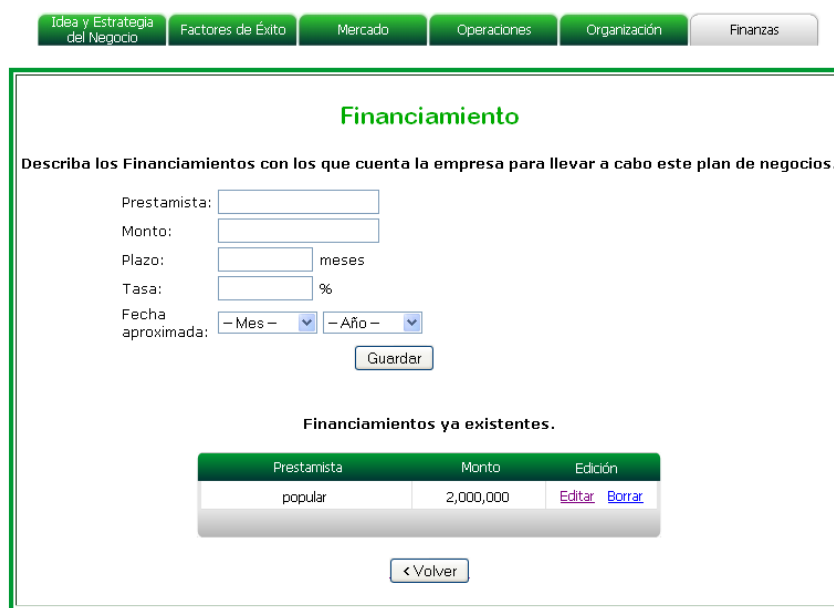 Idea y Estrategia
del Negocio
Factores de Éxito
Mercado
Operaciones
Organización
Finanzas
Financiamiento
Describa los Financiamientos con los que cuenta la empresa para llevar a cabo este plan de negocios.
Prestamista:
Monto:
Plazo: meses
Tasa: %
Fecha
aproximada: – Mes – – Año –
Guardar
Financiamientos ya existentes.
Prestamista Monto Edición
popular 2,000,000 Editar Borrar
< Volver